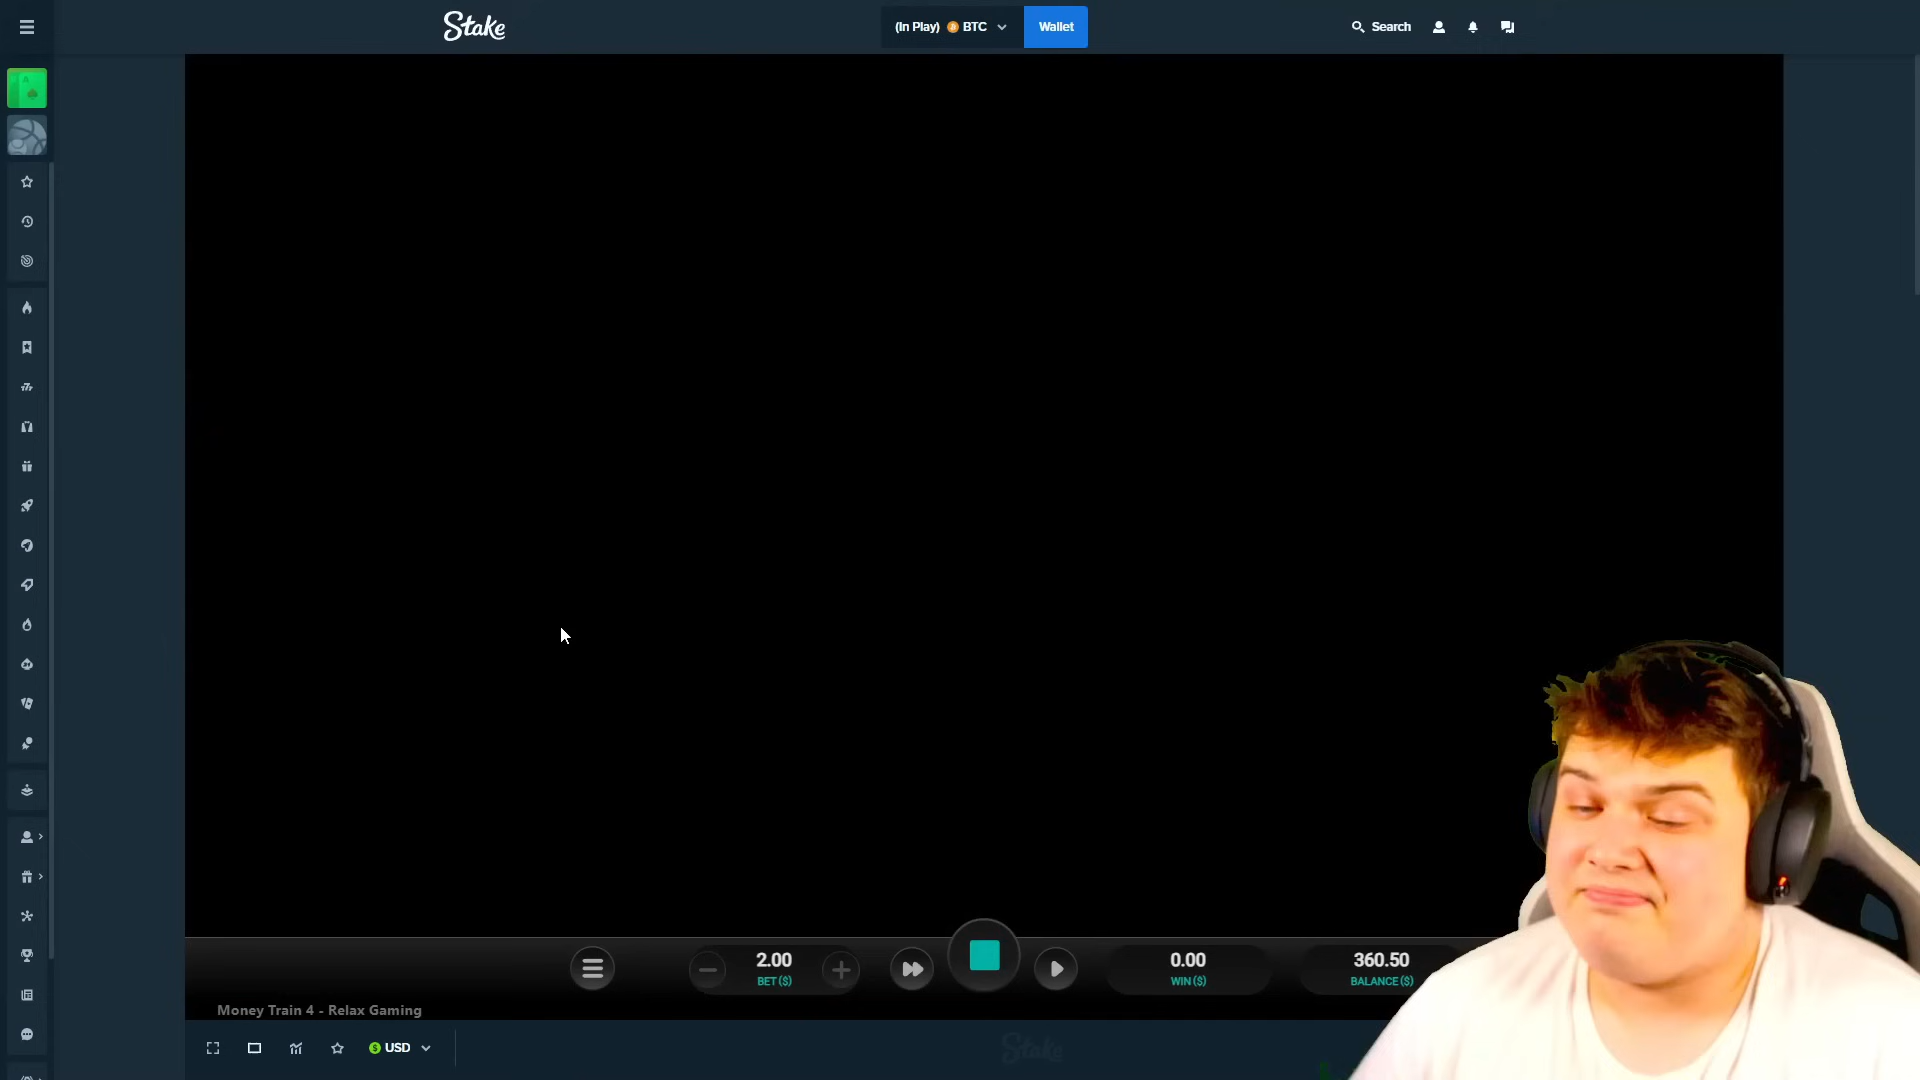 Stake
(In Play) BTC
Wallet
Search
2.00
BET ($)
0.00
WIN ($)
360.50
BALANCE ($)
Money Train 4 - Relax Gaming
USD
Stake